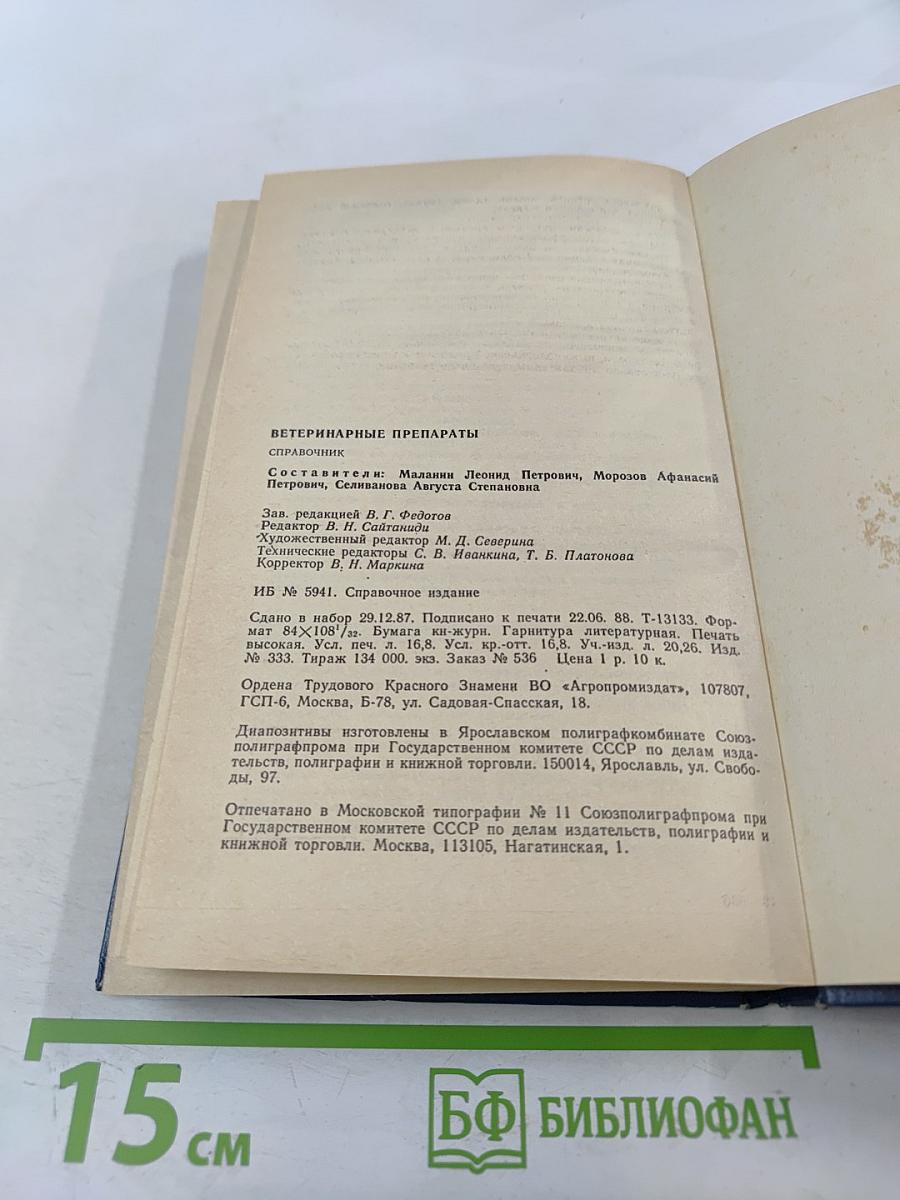 ВЕТЕРИНАРНЫЕ ПРЕПАРАТЫ
СПРАВОЧНИК
Составители: Маланин Леонид Петрович, Морозов Афанасий
Петрович, Селиванова Августа Степановна
Зав. редакцией В. Г. Федотов
Редактор В. Н. Сайтаниди
Художественный редактор М. Д. Северина
Технические редакторы С. В. Иванкина, Т. Б. Платонова
Корректор В. Н. Маркина
ИБ № 5941. Справочное издание
Сдано в набор 29.12.87. Подписано к печати 22.06. 88. Т-13133. Фор-
мат 84×108¹/₃₂. Бумага кн-журн. Гарнитура литературная. Печать
высокая. Усл. печ. л. 16,8. Усл. кр.-отт. 16,8. Уч.-изд. л. 20,26. Изд.
№ 333. Тираж 134 000. экз. Заказ № 536 Цена 1 р. 10 к.
Ордена Трудового Красного Знамени ВО «Агропромиздат», 107807,
ГСП-6, Москва, Б-78, ул. Садовая-Спасская, 18.
Диапозитивы изготовлены в Ярославском полиграфкомбинате Союз-
полиграфпрома при Государственном комитете СССР по делам изда-
тельств, полиграфии и книжной торговли. 150014, Ярославль, ул. Свобо-
ды, 97.
Отпечатано в Московской типографии № 11 Союзполиграфпрома при
Государственном комитете СССР по делам издательств, полиграфии и
книжной торговли. Москва, 113105, Нагатинская, 1.
15 см
БФ БИБЛИОФАН